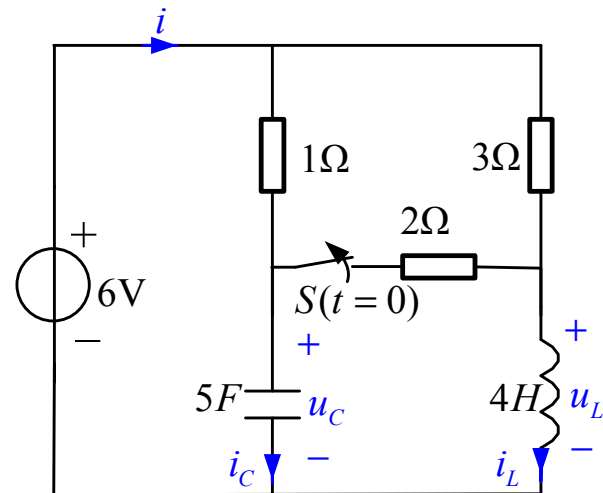 i
+
1Ω
3Ω
2Ω
6V
−
S(t = 0)
+
+
5F
u_C
4H
u_L
−
−
i_C
i_L